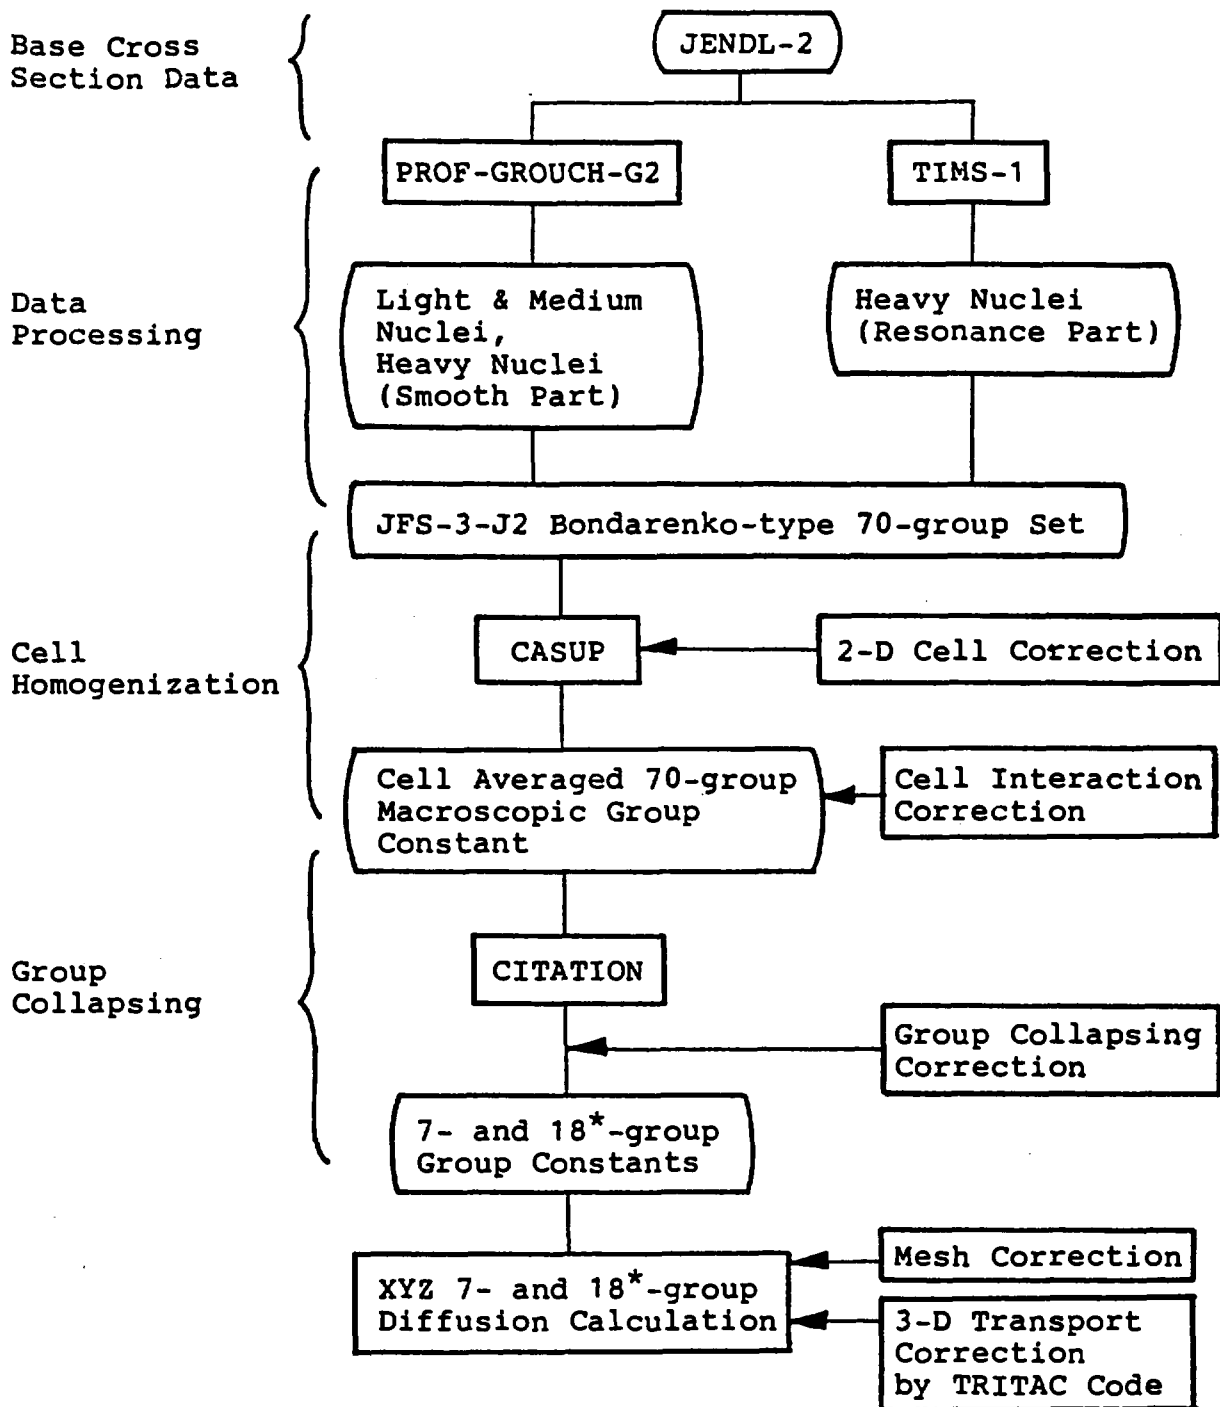 Base Cross
Section Data
JENDL-2
PROF-GROUCH-G2
TIMS-1
Data
Processing
Light & Medium
Nuclei,
Heavy Nuclei
(Smooth Part)
Heavy Nuclei
(Resonance Part)
JFS-3-J2 Bondarenko-type 70-group Set
Cell
Homogenization
CASUP
2-D Cell Correction
Cell Averaged 70-group
Macroscopic Group
Constant
Cell Interaction
Correction
Group
Collapsing
CITATION
Group Collapsing
Correction
7- and 18*-group
Group Constants
XYZ 7- and 18*-group
Diffusion Calculation
Mesh Correction
3-D Transport
Correction
by TRITAC Code